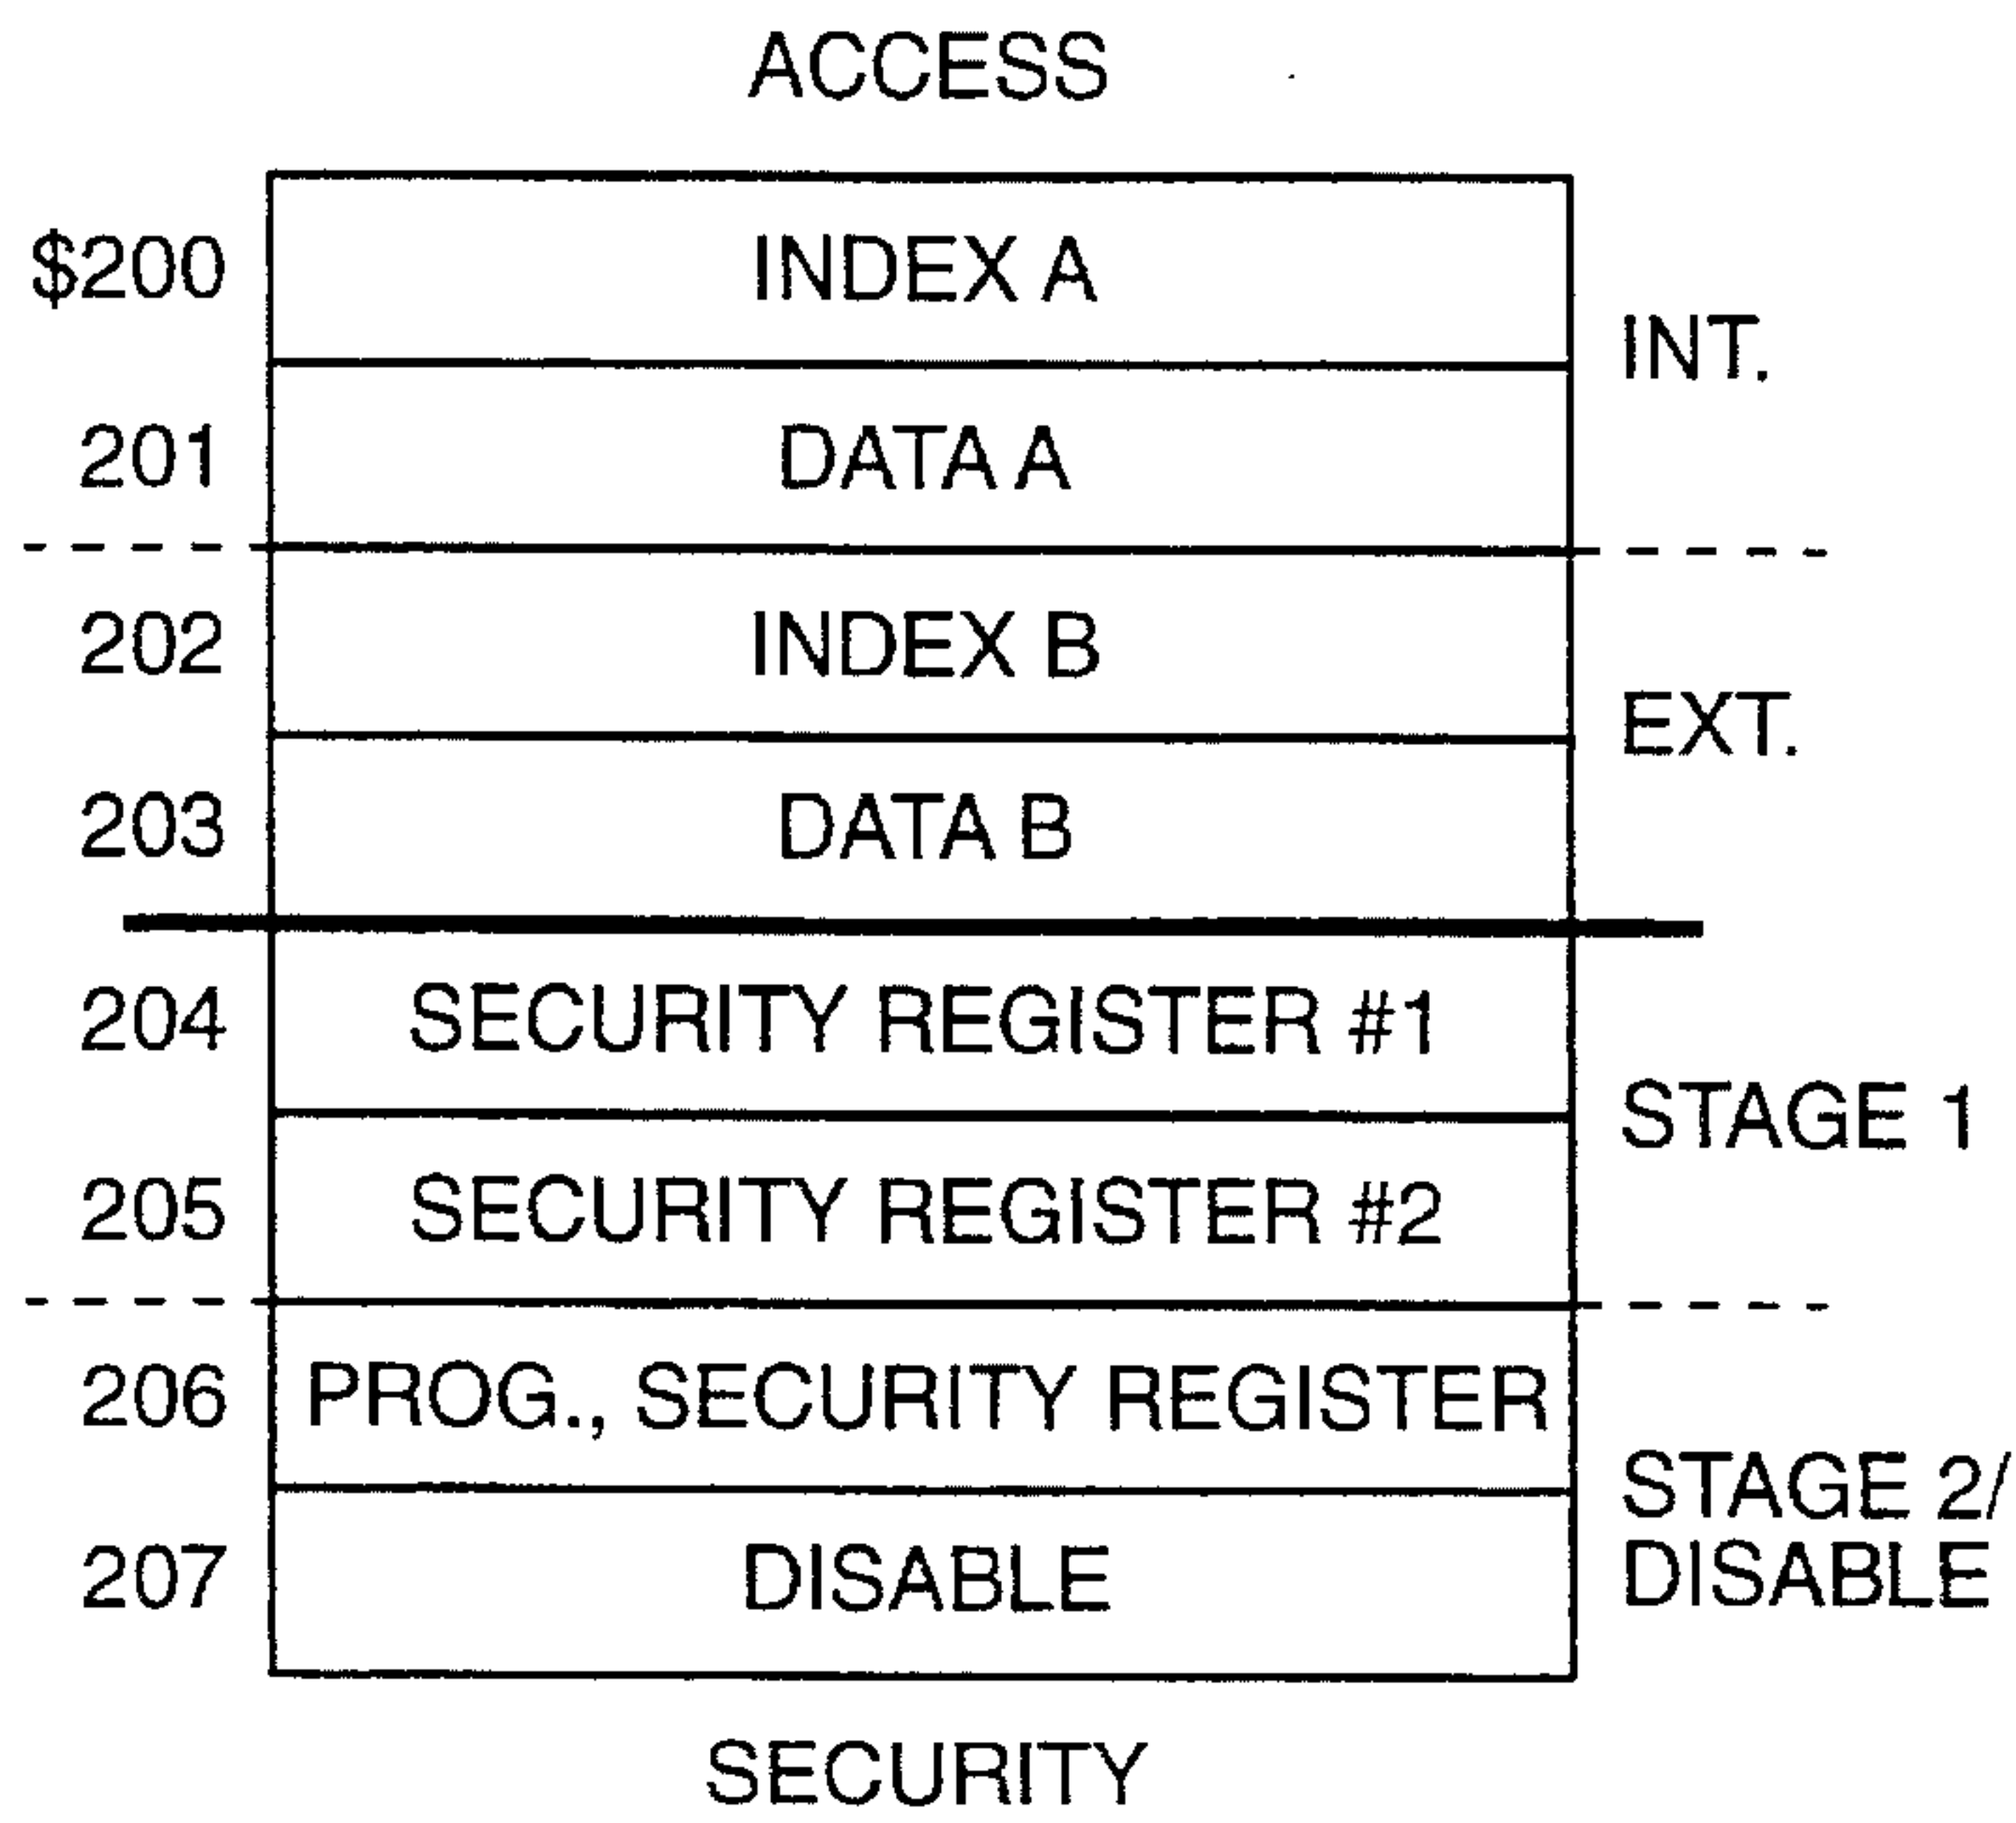 ACCESS
$200 INDEX A
INT.
201 DATA A
202 INDEX B
EXT.
203 DATA B
204 SECURITY REGISTER #1
STAGE 1
205 SECURITY REGISTER #2
206 PROG., SECURITY REGISTER
STAGE 2/
207 DISABLE DISABLE
SECURITY